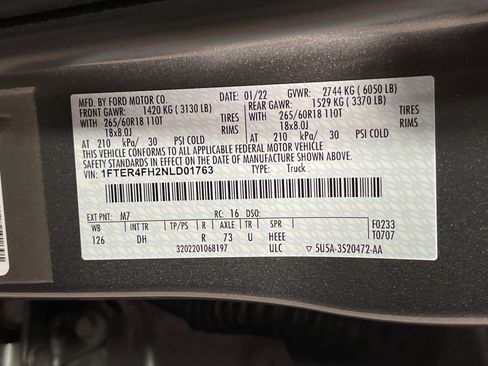 MFD. BY FORD MOTOR CO. DATE: 01/22 GVWR: 2744 KG ( 6050 LB)
FRONT GAWR: 1420 KG ( 3130 LB) REAR GAWR: 1529 KG ( 3370 LB)
WITH 265/60R18 110T TIRES WITH 265/60R18 110T TIRES
18x8.0J RIMS 18x8.0J RIMS
AT 210 kPa/ 30 PSI COLD AT 210 kPa/ 30 PSI COLD
THIS VEHICLE CONFORMS TO ALL APPLICABLE FEDERAL MOTOR VEHICLE
SAFETY STANDARDS IN EFFECT ON THE DATE OF MANUFACTURE SHOWN ABOVE.
VIN: 1FTER4FH2NLD01763 TYPE: Truck
EXT PNT: M7 RC: 16 DSO:
WB INT TR TP/PS R AXLE TR SPR F0233
126 DH R 73 U HEEE T0707
3202201068197 ULC 5U5A-3520472-AA